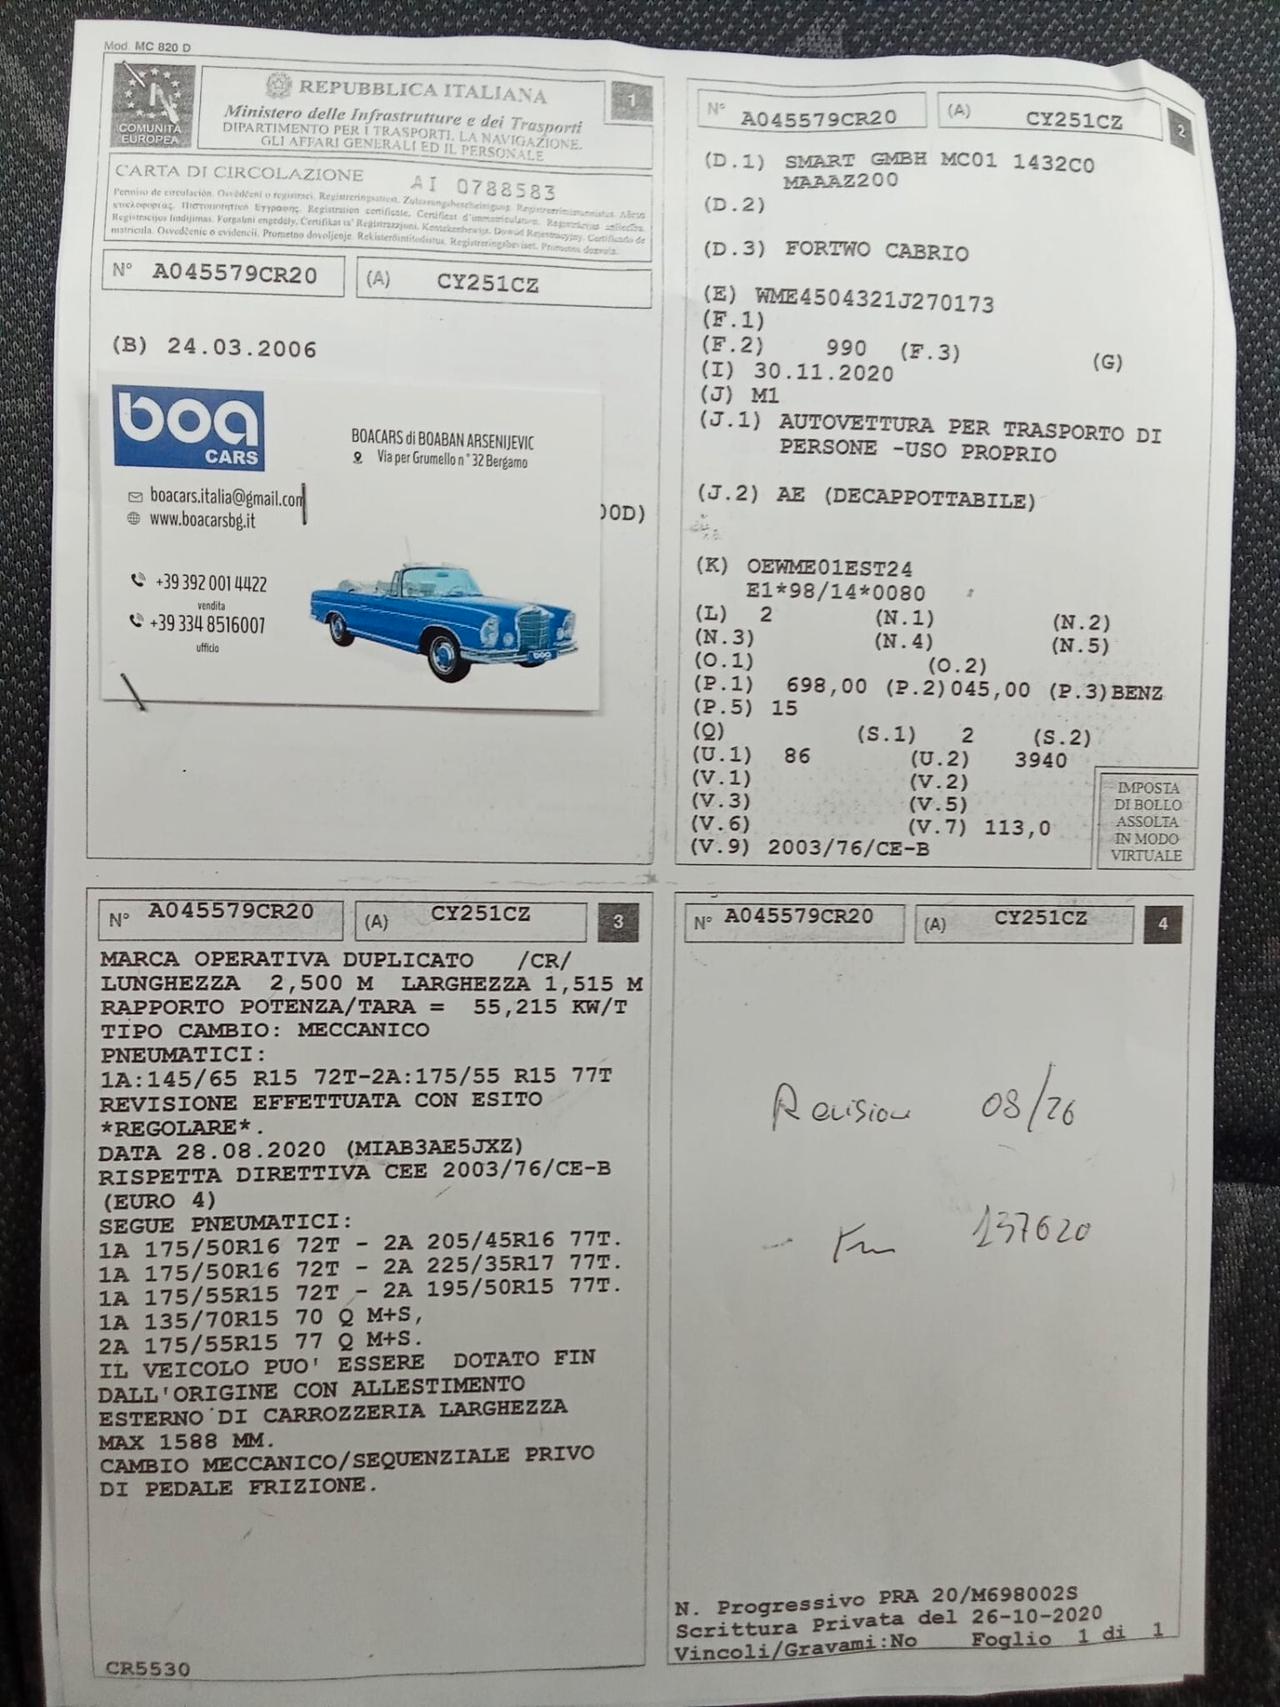 Mod. MC 820 D
COMUNITÀ
EUROPEA
REPUBBLICA ITALIANA
1
Ministero delle Infrastrutture e dei Trasporti
DIPARTIMENTO PER I TRASPORTI, LA NAVIGAZIONE,
GLI AFFARI GENERALI ED IL PERSONALE
CARTA DI CIRCOLAZIONE
AI 0788583
N° A045579CR20 (A) CY251CZ
(B) 24.03.2006
boa
CARS
BOACARS di BOABAN ARSENIJEVIC
Via per Grumello n° 32 Bergamo
boacars.italia@gmail.com
www.boacarsbg.it
+39 392 001 4422
vendita
+39 334 8516007
ufficio
boa
00D)
N° A045579CR20 (A) CY251CZ 2
(D.1) SMART GMBH MC01 1432C0
MAAAZ200
(D.2)
(D.3) FORTWO CABRIO
(E) WME4504321J270173
(F.1)
(F.2) 990 (F.3) (G)
(I) 30.11.2020
(J) M1
(J.1) AUTOVETTURA PER TRASPORTO DI
PERSONE -USO PROPRIO
(J.2) AE (DECAPPOTTABILE)
(K) OEWME01EST24
E1*98/14*0080
(L) 2 (N.1) (N.2)
(N.3) (N.4) (N.5)
(O.1) (O.2)
(P.1) 698,00 (P.2)045,00 (P.3)BENZ
(P.5) 15
(Q) (S.1) 2 (S.2)
(U.1) 86 (U.2) 3940
(V.1) (V.2)
(V.3) (V.5)
(V.6) (V.7) 113,0
(V.9) 2003/76/CE-B
IMPOSTA
DI BOLLO
ASSOLTA
IN MODO
VIRTUALE
N° A045579CR20 (A) CY251CZ 3
MARCA OPERATIVA DUPLICATO /CR/
LUNGHEZZA 2,500 M LARGHEZZA 1,515 M
RAPPORTO POTENZA/TARA = 55,215 KW/T
TIPO CAMBIO: MECCANICO
PNEUMATICI:
1A:145/65 R15 72T-2A:175/55 R15 77T
REVISIONE EFFETTUATA CON ESITO
*REGOLARE*.
DATA 28.08.2020 (MIAB3AE5JXZ)
RISPETTA DIRETTIVA CEE 2003/76/CE-B
(EURO 4)
SEGUE PNEUMATICI:
1A 175/50R16 72T - 2A 205/45R16 77T.
1A 175/50R16 72T - 2A 225/35R17 77T.
1A 175/55R15 72T - 2A 195/50R15 77T.
1A 135/70R15 70 Q M+S,
2A 175/55R15 77 Q M+S.
IL VEICOLO PUO' ESSERE DOTATO FIN
DALL'ORIGINE CON ALLESTIMENTO
ESTERNO DI CARROZZERIA LARGHEZZA
MAX 1588 MM.
CAMBIO MECCANICO/SEQUENZIALE PRIVO
DI PEDALE FRIZIONE.
CR5530
N° A045579CR20 (A) CY251CZ 4
Revisione 08/26
- Km 137620
N. Progressivo PRA 20/M698002S
Scrittura Privata del 26-10-2020
Vincoli/Gravami:No Foglio 1 di 1